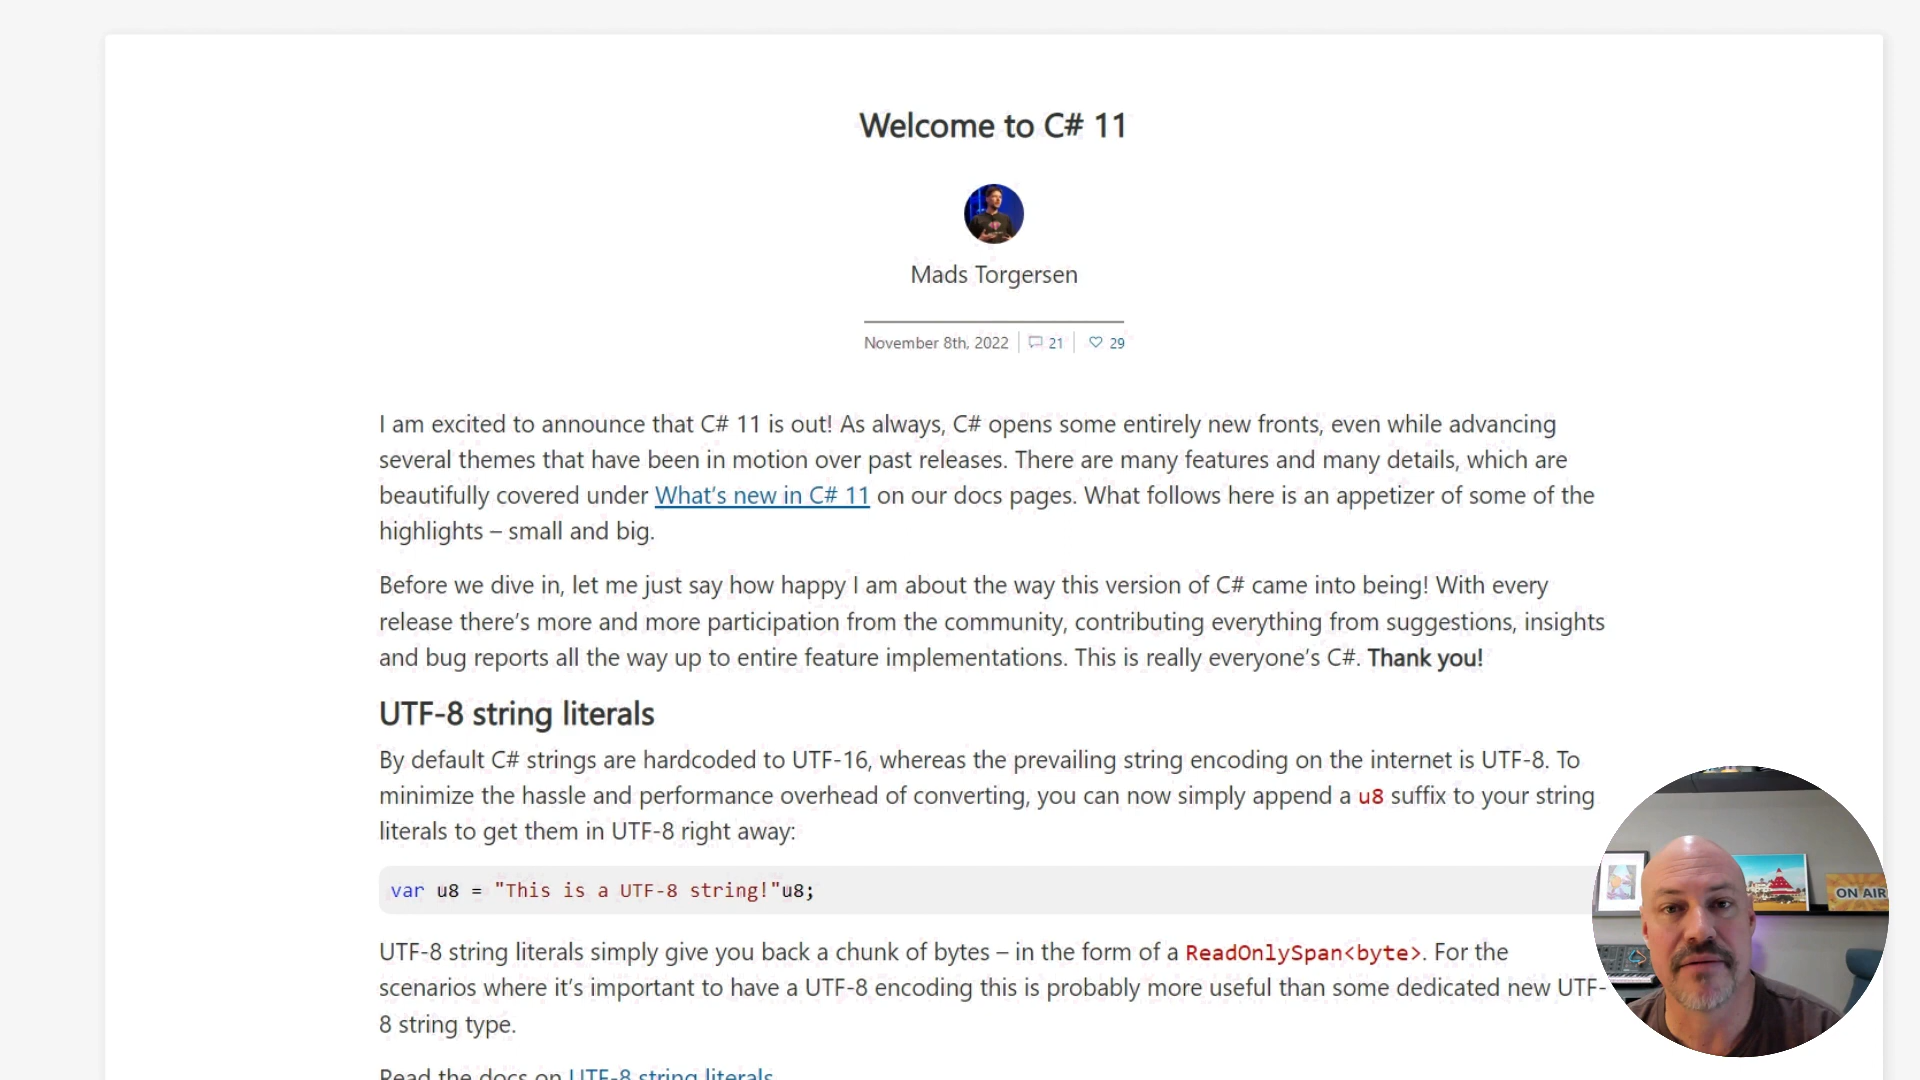 Welcome to C# 11
Mads Torgersen
November 8th, 2022 21 29
I am excited to announce that C# 11 is out! As always, C# opens some entirely new fronts, even while advancing
several themes that have been in motion over past releases. There are many features and many details, which are
beautifully covered under What’s new in C# 11 on our docs pages. What follows here is an appetizer of some of the
highlights – small and big.
Before we dive in, let me just say how happy I am about the way this version of C# came into being! With every
release there’s more and more participation from the community, contributing everything from suggestions, insights
and bug reports all the way up to entire feature implementations. This is really everyone’s C#. Thank you!
UTF-8 string literals
By default C# strings are hardcoded to UTF-16, whereas the prevailing string encoding on the internet is UTF-8. To
minimize the hassle and performance overhead of converting, you can now simply append a u8 suffix to your string
literals to get them in UTF-8 right away:
var u8 = "This is a UTF-8 string!"u8;
UTF-8 string literals simply give you back a chunk of bytes – in the form of a ReadOnlySpan<byte>. For the
scenarios where it’s important to have a UTF-8 encoding this is probably more useful than some dedicated new UTF-
8 string type.
Read the docs on UTF-8 string literals
ON AIR